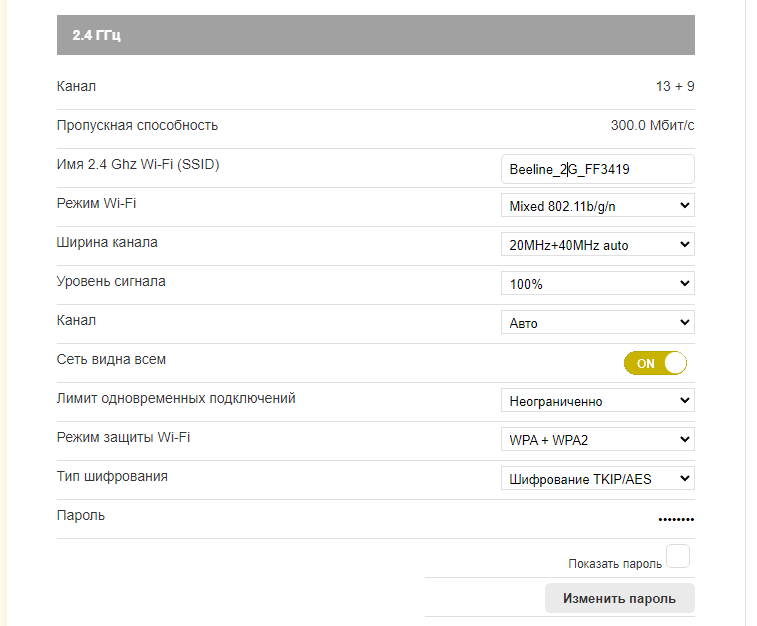 2.4 ГГц
Канал 13 + 9
Пропускная способность 300.0 Мбит/с
Имя 2.4 Ghz Wi-Fi (SSID) Beeline_2G_FF3419
Режим Wi-Fi Mixed 802.11b/g/n
Ширина канала 20MHz+40MHz auto
Уровень сигнала 100%
Канал Авто
Сеть видна всем ON
Лимит одновременных подключений Неограниченно
Режим защиты Wi-Fi WPA + WPA2
Тип шифрования Шифрование TKIP/AES
Пароль ••••••••
Показать пароль
Изменить пароль